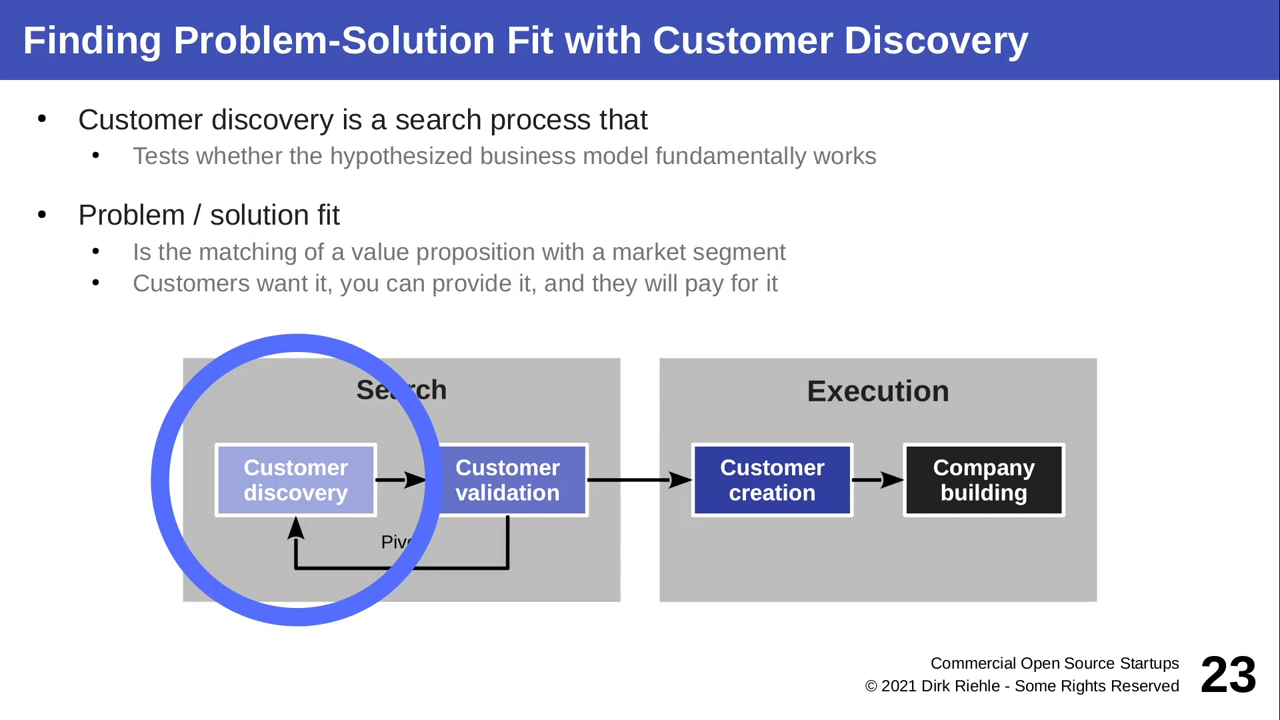 Finding Problem-Solution Fit with Customer Discovery
• Customer discovery is a search process that
• Tests whether the hypothesized business model fundamentally works
• Problem / solution fit
• Is the matching of a value proposition with a market segment
• Customers want it, you can provide it, and they will pay for it
Search
Execution
Customer
discovery
Customer
validation
Customer
creation
Company
building
Commercial Open Source Startups
© 2021 Dirk Riehle - Some Rights Reserved
23